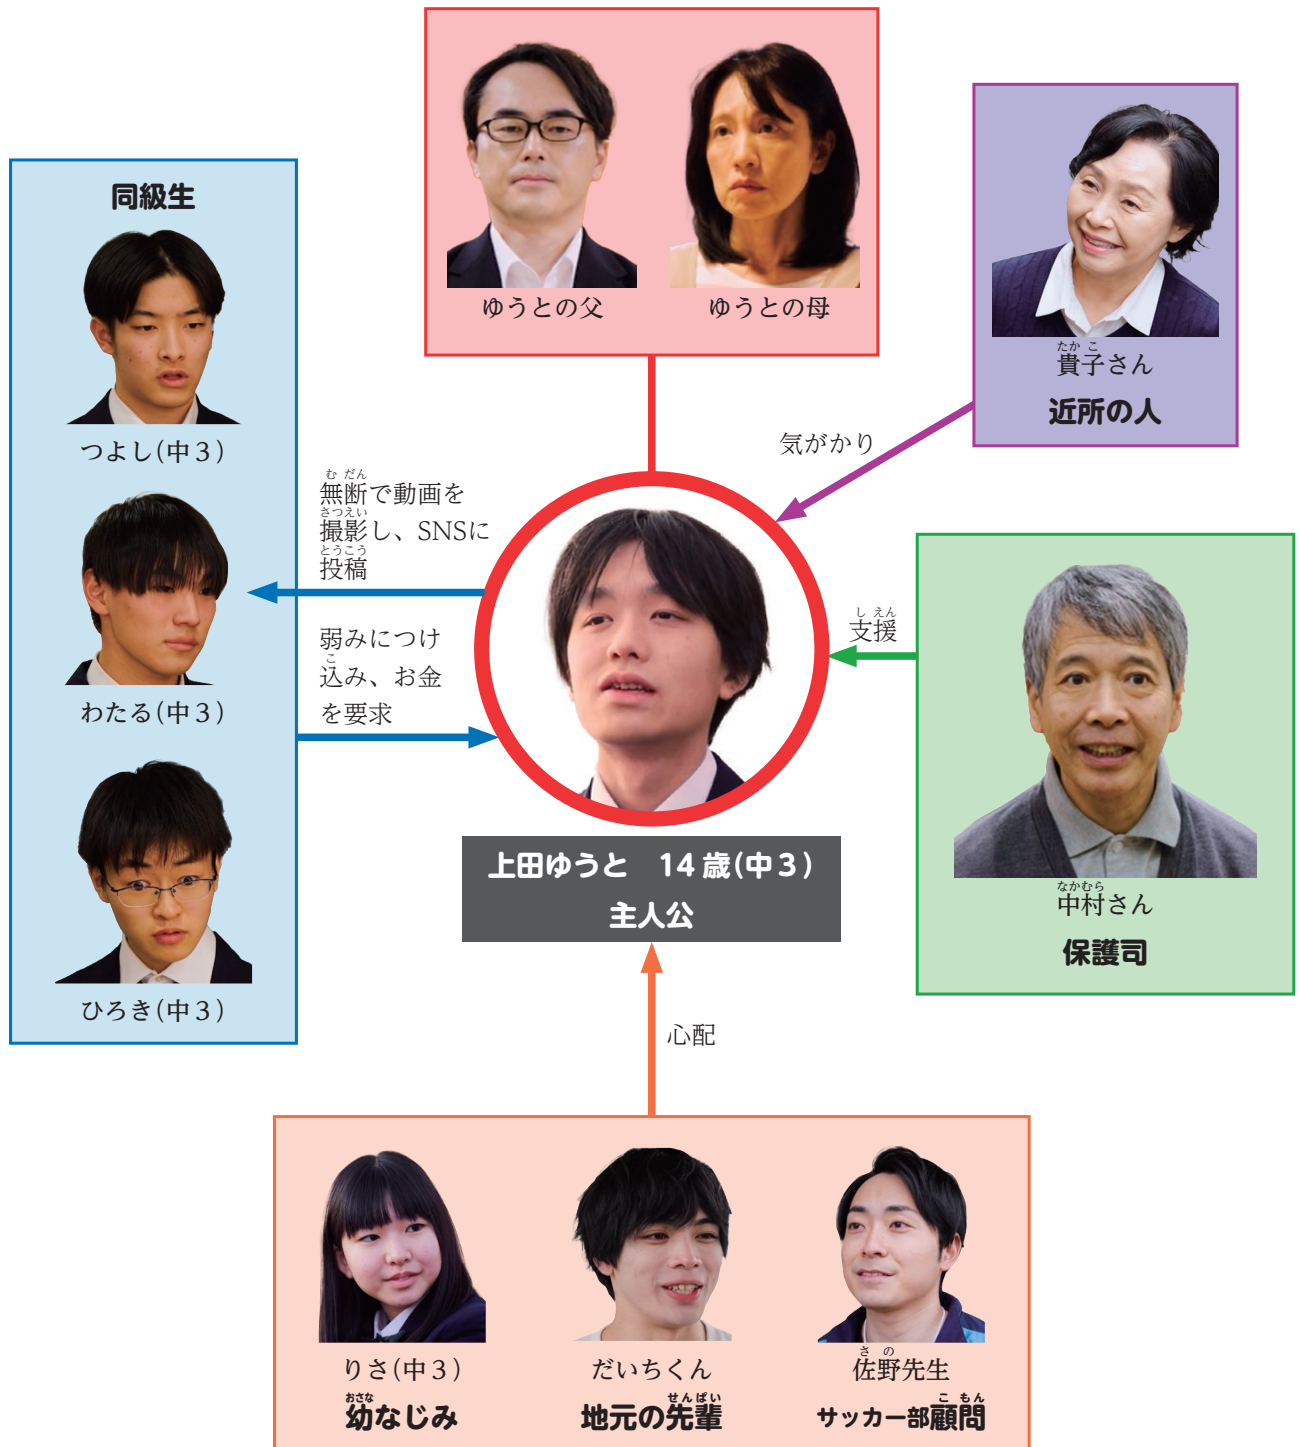 ゆうとの父
ゆうとの母
たか こ
貴子さん
近所の人
気がかり
同級生
つよし(中3)
わたる(中3)
ひろき(中3)
む だん
無断で動画を
さつえい
撮影し、SNSに
とうこう
投稿
弱みにつけ
こ
込み、お金
を要求
し えん
支援
なかむら
中村さん
保護司
上田ゆうと 14歳(中3)
主人公
心配
りさ(中3)
おさな
幼なじみ
だいちくん
せんぱい
地元の先輩
さ の
佐野先生
こ もん
サッカー部顧問